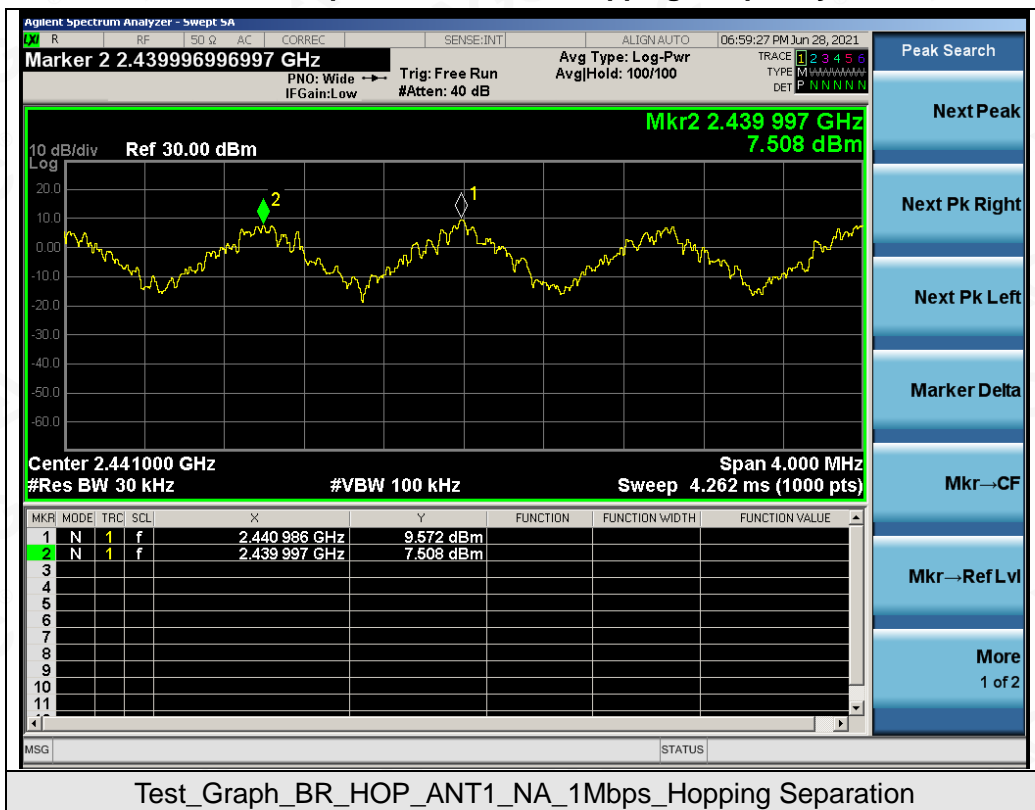 Agilent Spectrum Analyzer - Swept SA
LXI R RF 50 Ω AC CORREC SENSE:INT ALIGN AUTO 06:59:27 PM Jun 28, 2021
Marker 2 2.439996996997 GHz
PNO: Wide
IFGain:Low
Trig: Free Run
#Atten: 40 dB
Avg Type: Log-Pwr
Avg|Hold: 100/100
TRACE 1 2 3 4 5 6
TYPE M
DET P N N N N N
Mkr2 2.439 997 GHz
7.508 dBm
10 dB/div Ref 30.00 dBm
Log
20.0
10.0
0.00
-10.0
-20.0
-30.0
-40.0
-50.0
-60.0
2
1
Center 2.441000 GHz Span 4.000 MHz
#Res BW 30 kHz #VBW 100 kHz Sweep 4.262 ms (1000 pts)
MKR MODE TRC SCL X Y FUNCTION FUNCTION WIDTH FUNCTION VALUE
1 N 1 f 2.440 986 GHz 9.572 dBm
2 N 1 f 2.439 997 GHz 7.508 dBm
3
4
5
6
7
8
9
10
11
MSG STATUS
Peak Search
Next Peak
Next Pk Right
Next Pk Left
Marker Delta
Mkr→CF
Mkr→Ref Lvl
More
1 of 2
Test_Graph_BR_HOP_ANT1_NA_1Mbps_Hopping Separation